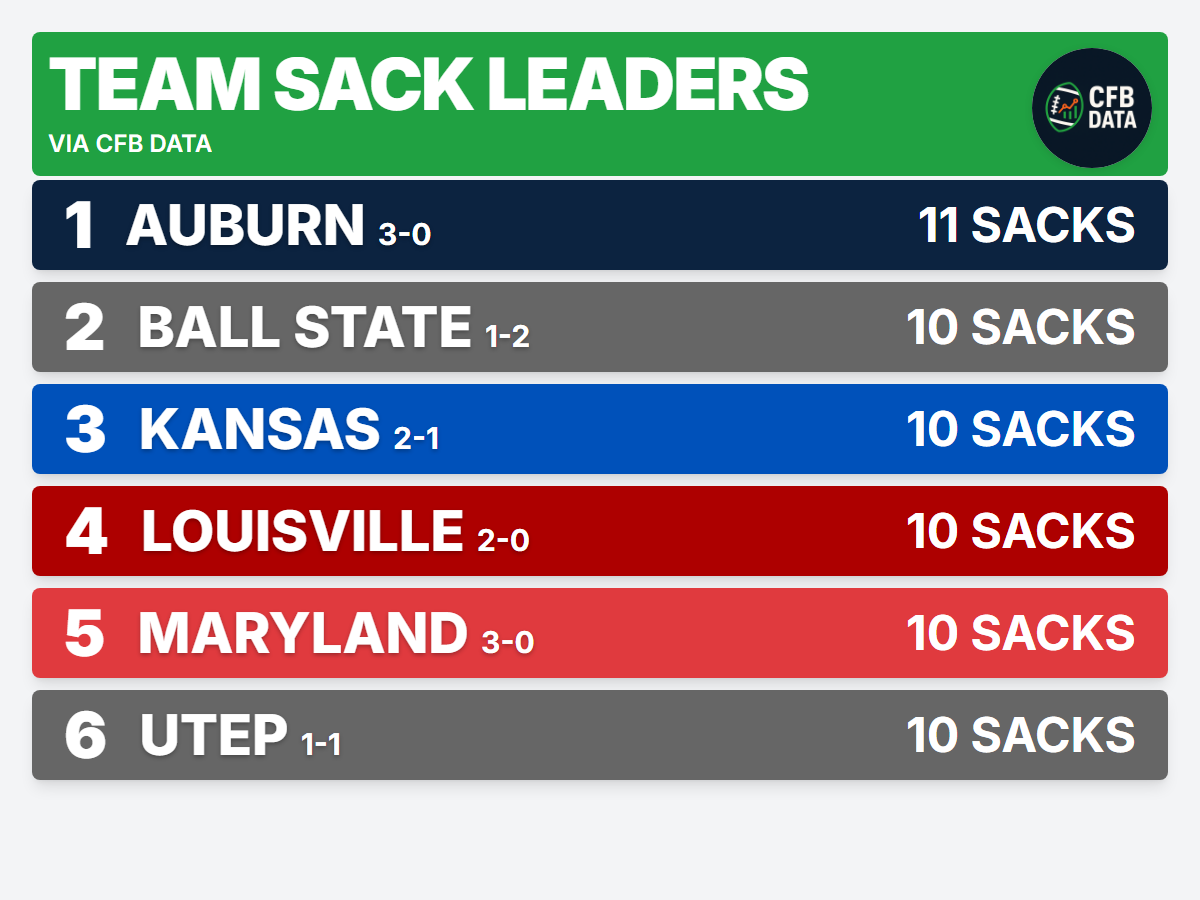 TEAM SACK LEADERS
VIA CFB DATA
CFB
DATA
1 AUBURN 3-0 11 SACKS
2 BALL STATE 1-2 10 SACKS
3 KANSAS 2-1 10 SACKS
4 LOUISVILLE 2-0 10 SACKS
5 MARYLAND 3-0 10 SACKS
6 UTEP 1-1 10 SACKS